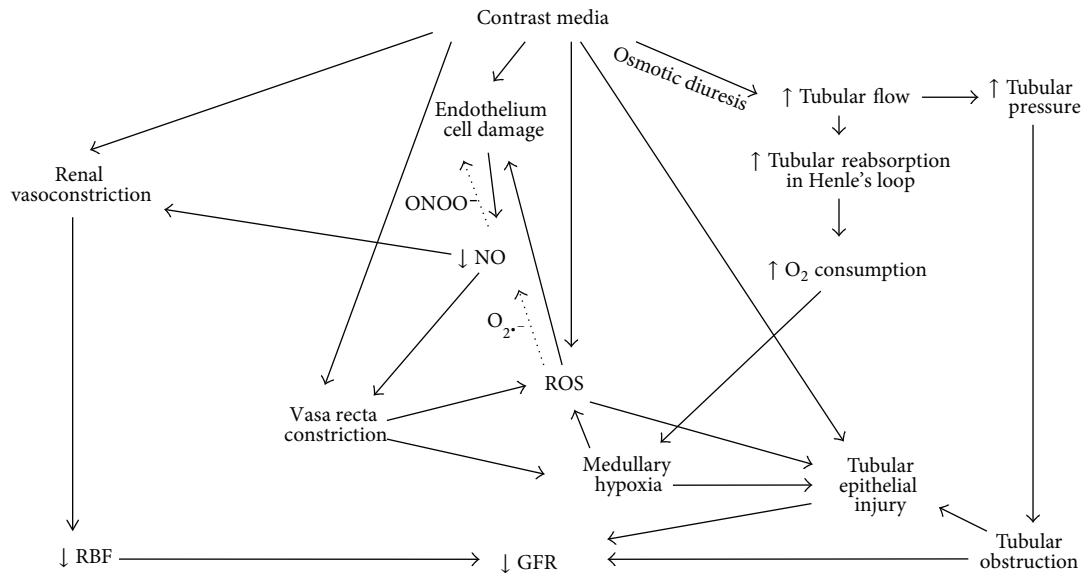 Contrast media
Osmotic diuresis
↑ Tubular flow
↑ Tubular
pressure
Endothelium
cell damage
↑ Tubular reabsorption
in Henle's loop
Renal
vasoconstriction
ONOO⁻
↓ NO
↑ O₂ consumption
O₂•⁻
ROS
Vasa recta
constriction
Medullary
hypoxia
Tubular
epithelial
injury
↓ RBF
↓ GFR
Tubular
obstruction